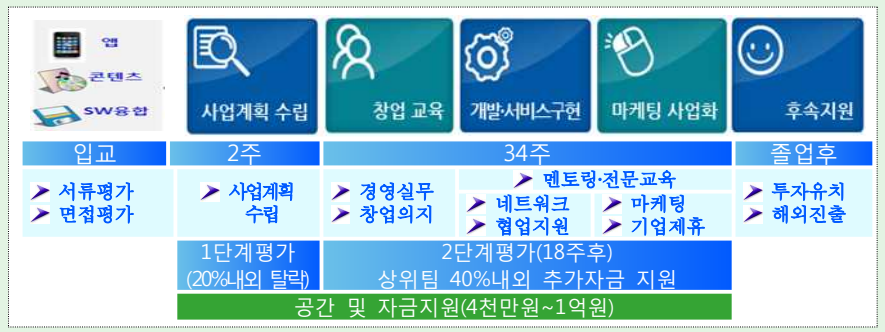 앱
콘텐츠
SW융합
사업계획 수립
창업 교육
개발·서비스구현
마케팅 사업화
후속지원
입교
2주
34주
졸업후
서류평가
면접평가
사업계획
수립
경영실무
창업의지
멘토링·전문교육
네트워크
협업지원
마케팅
기업제휴
투자유치
해외진출
1단계평가
(20%내외 탈락)
2단계평가(18주후)
상위팀 40%내외 추가자금 지원
공간 및 자금지원(4천만원~1억원)